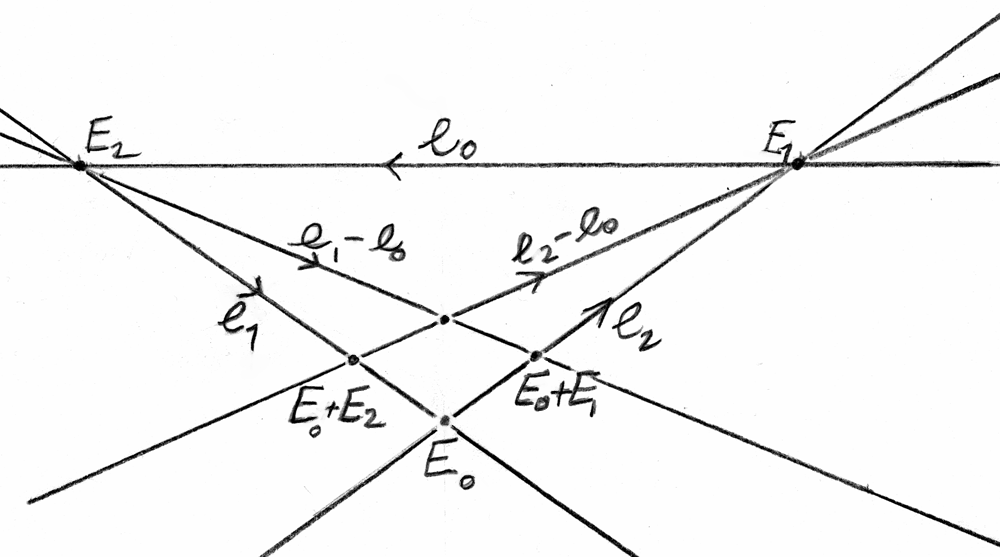 E₂
ℓ₀
E₁
ℓ₁-ℓ₀
ℓ₂-ℓ₀
ℓ₁
ℓ₂
E₀+E₂
E₀+E₁
E₀